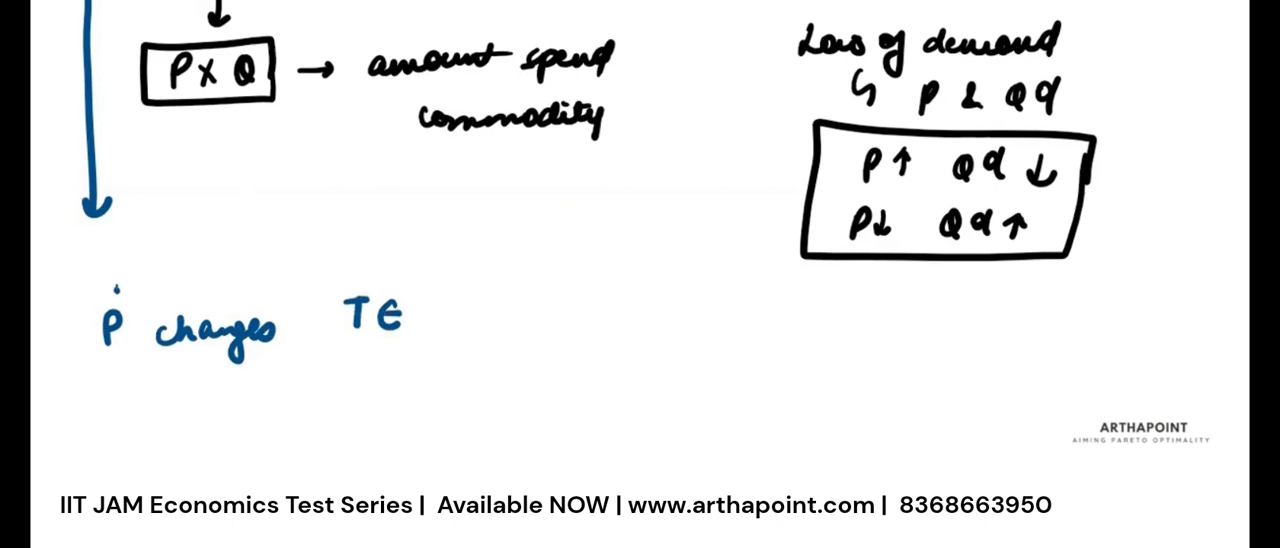 P x Q → amount spend
commodity
Law of demand
↳ P & Qd
P↑ Qd ↓
P↓ Qd ↑
P changes TE
ARTHAPOINT
AIMING PARETO OPTIMALITY
IIT JAM Economics Test Series | Available NOW | www.arthapoint.com | 8368663950